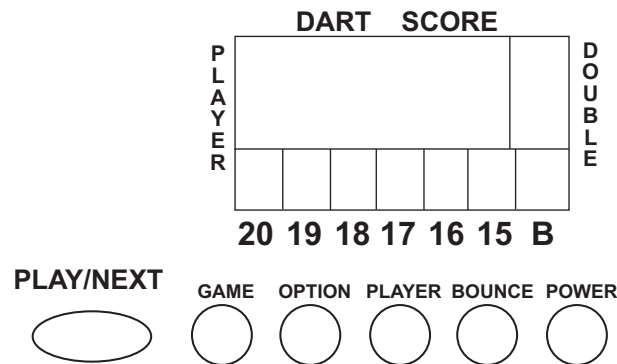 DART SCORE
PLAYER
DOUBLE
20 19 18 17 16 15 B
PLAY/NEXT
GAME OPTION PLAYER BOUNCE POWER